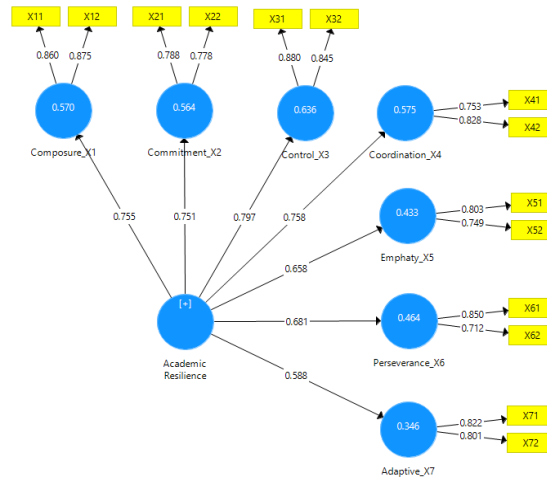 X11
X12
X21
X22
X31
X32
0.860
0.875
0.788
0.778
0.880
0.845
0.570
0.564
0.636
0.575
Composure_X1
Commitment_X2
Control_X3
Coordination_X4
0.753
0.828
X41
X42
0.755
0.751
0.797
0.758
0.433
Emphaty_X5
0.803
0.749
X51
X52
0.658
[+]
Academic
Resilience
0.681
0.464
Perseverance_X6
0.850
0.712
X61
X62
0.588
0.346
Adaptive_X7
0.822
0.801
X71
X72